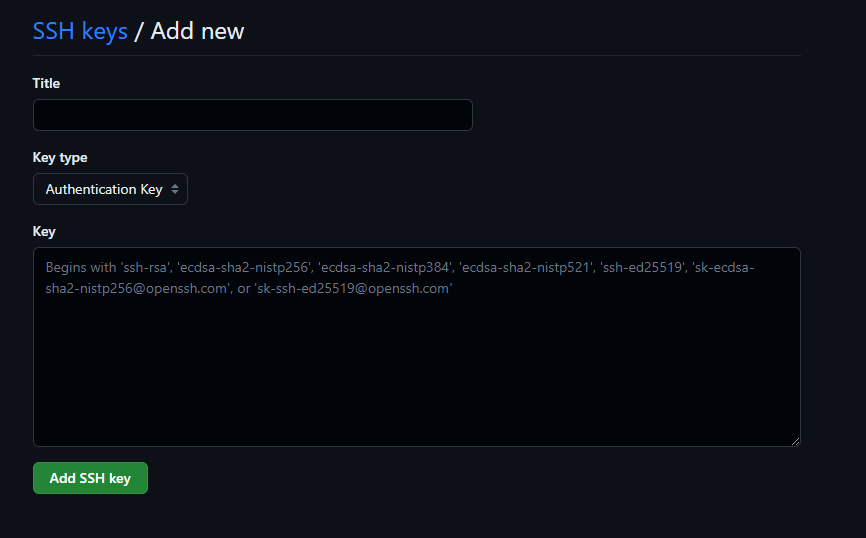 SSH keys / Add new
Title
Key type
Authentication Key
Key
Begins with 'ssh-rsa', 'ecdsa-sha2-nistp256', 'ecdsa-sha2-nistp384', 'ecdsa-sha2-nistp521', 'ssh-ed25519', 'sk-ecdsa-
sha2-nistp256@openssh.com', or 'sk-ssh-ed25519@openssh.com'
Add SSH key